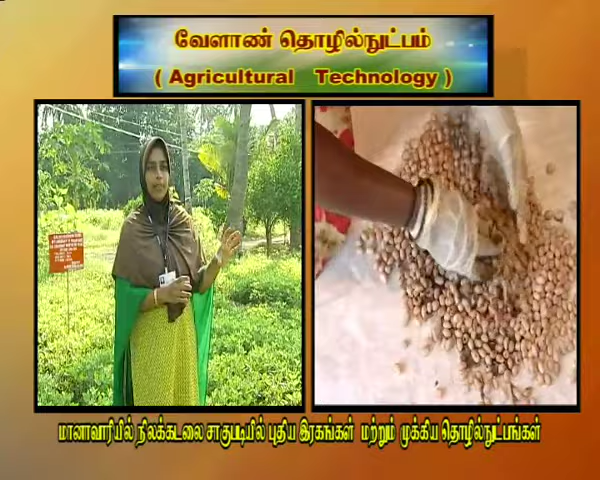 வேளாண் தொழில்நுட்பம்
( Agricultural Technology )
மானாவாரியில் நிலக்கடலை சாகுபடியில் புதிய இரகங்கள் மற்றும் முக்கிய தொழில்நுட்பங்கள்